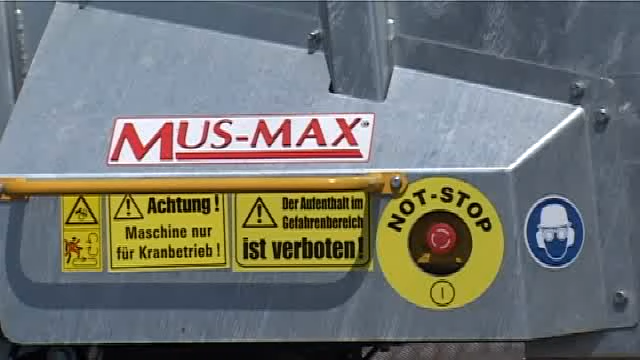 MUS-MAX®
Achtung!
Maschine nur
für Kranbetrieb!
Der Aufenthalt im
Gefahrenbereich
ist verboten!
NOT-STOP